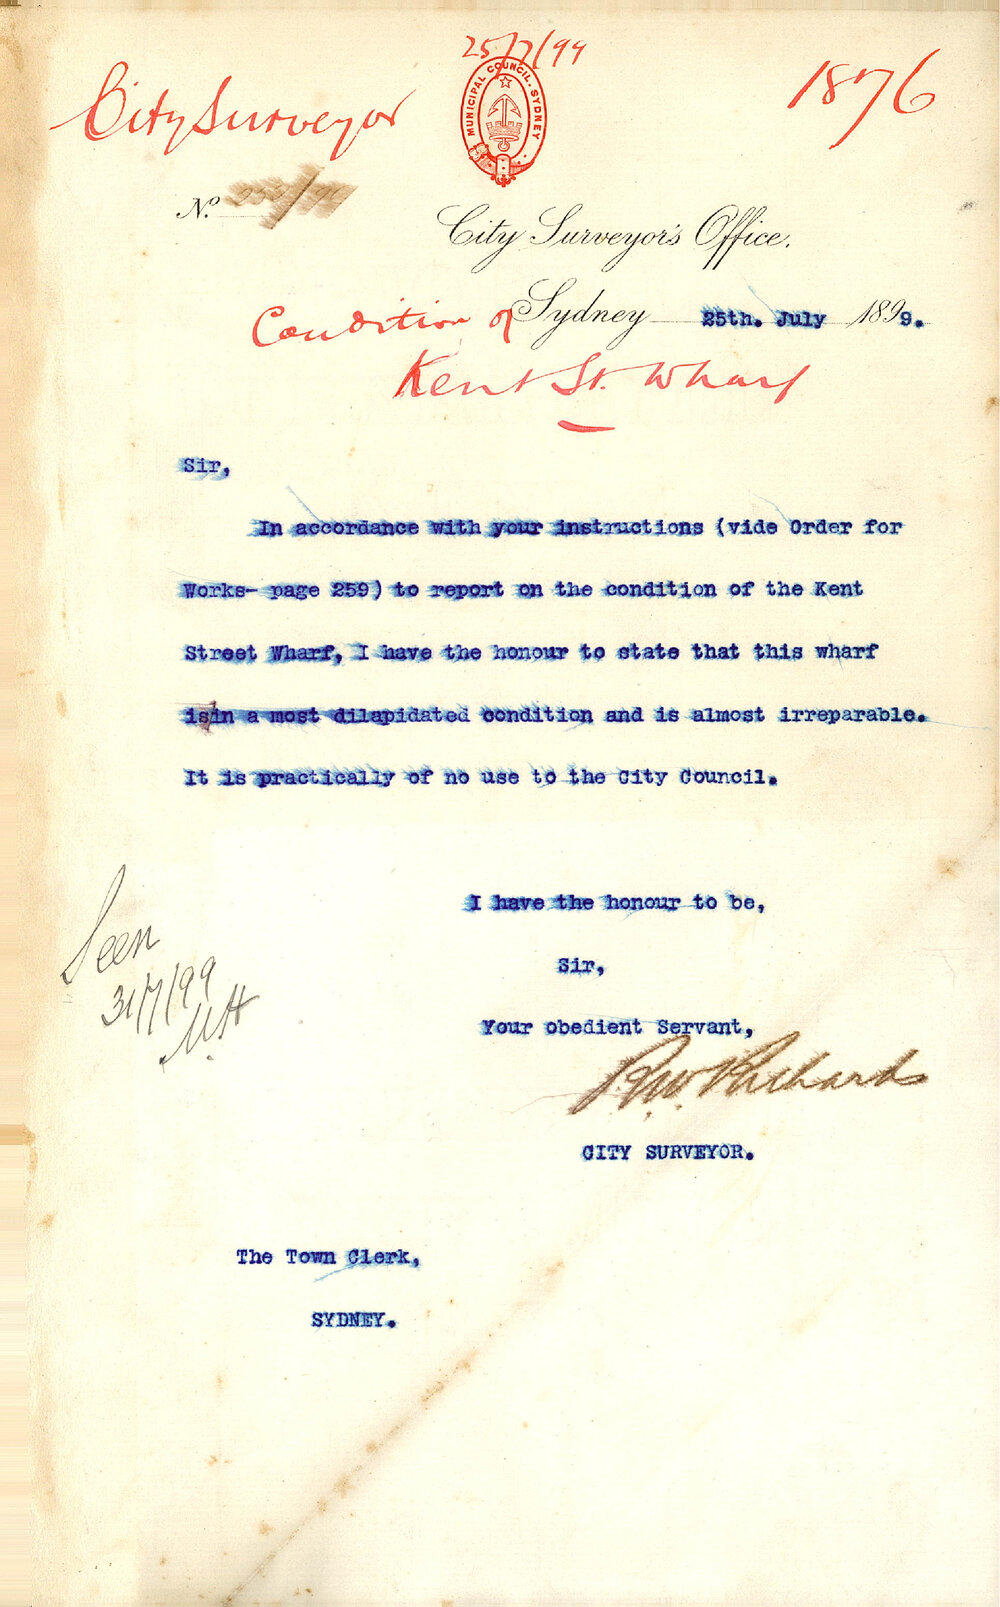 25/7/99
City Surveyor
1876
MUNICIPAL COUNCIL. SYDNEY
No.
City Surveyor's Office.
Condition of
Sydney 25th. July 1899.
Kent St. Wharf
Sir,
In accordance with your instructions (vide Order for
Works- page 259) to report on the condition of the Kent
Street Wharf, I have the honour to state that this wharf
is/in a most dilapidated condition and is almost irreparable.
It is practically of no use to the City Council.
I have the honour to be,
Sir,
Your obedient Servant,
R.W. Richards
CITY SURVEYOR.
Seen
31/7/99
The Town Clerk,
SYDNEY.